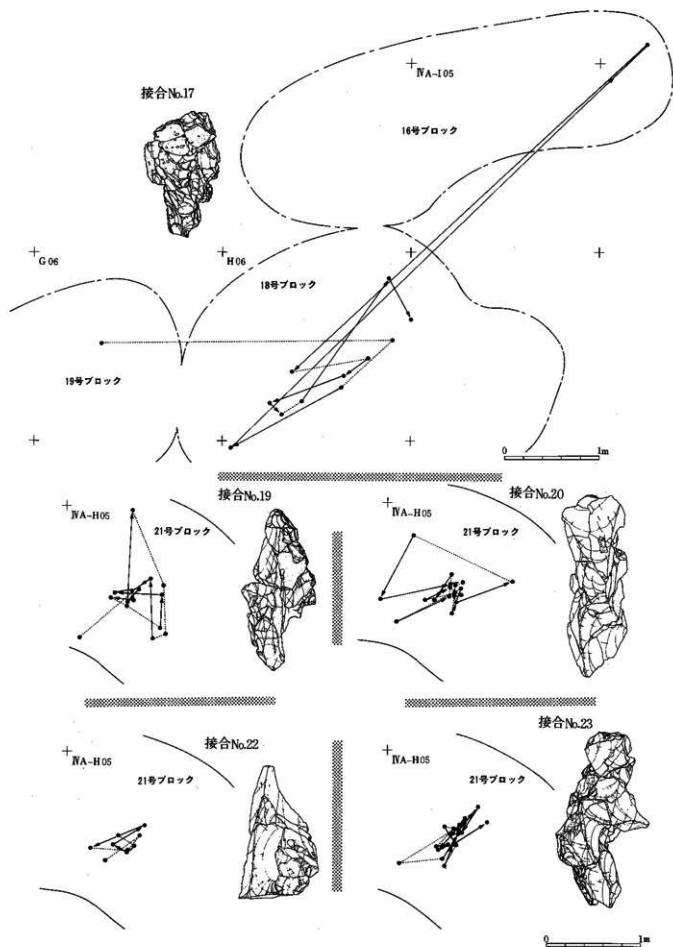 接合No.17
ⅣA-I05
16号ブロック
G06
H06
18号ブロック
19号ブロック
0 1m
接合No.19
ⅣA-H05
21号ブロック
接合No.20
ⅣA-H05
21号ブロック
接合No.22
ⅣA-H05
21号ブロック
接合No.23
ⅣA-H05
21号ブロック
0 1m